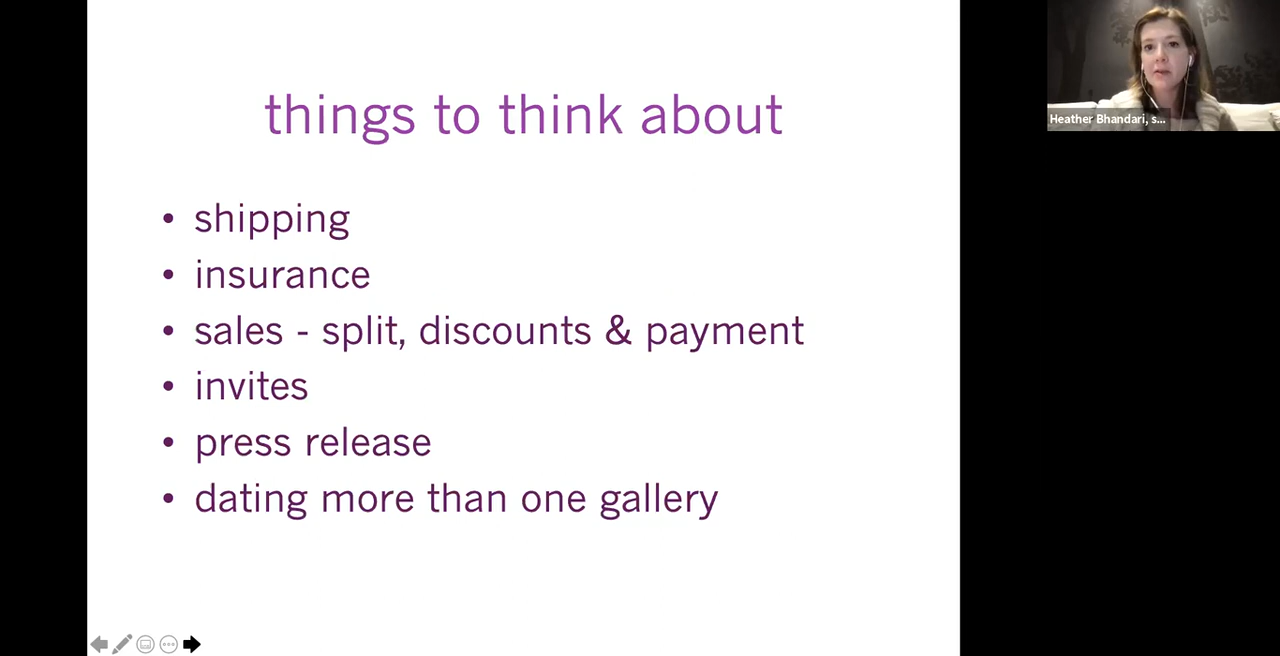 things to think about
• shipping
• insurance
• sales - split, discounts & payment
• invites
• press release
• dating more than one gallery
Heather Bhandari, s...